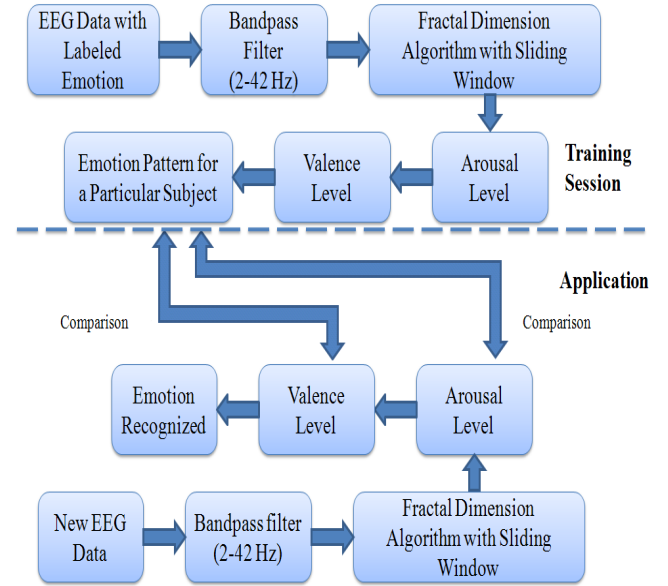 EEG Data with
Labeled
Emotion
Bandpass
Filter
(2-42 Hz)
Fractal Dimension
Algorithm with Sliding
Window
Emotion Pattern for
a Particular Subject
Valence
Level
Arousal
Level
Training
Session
Application
Comparison
Comparison
Emotion
Recognized
Valence
Level
Arousal
Level
New EEG
Data
Bandpass filter
(2-42 Hz)
Fractal Dimension
Algorithm with Sliding
Window